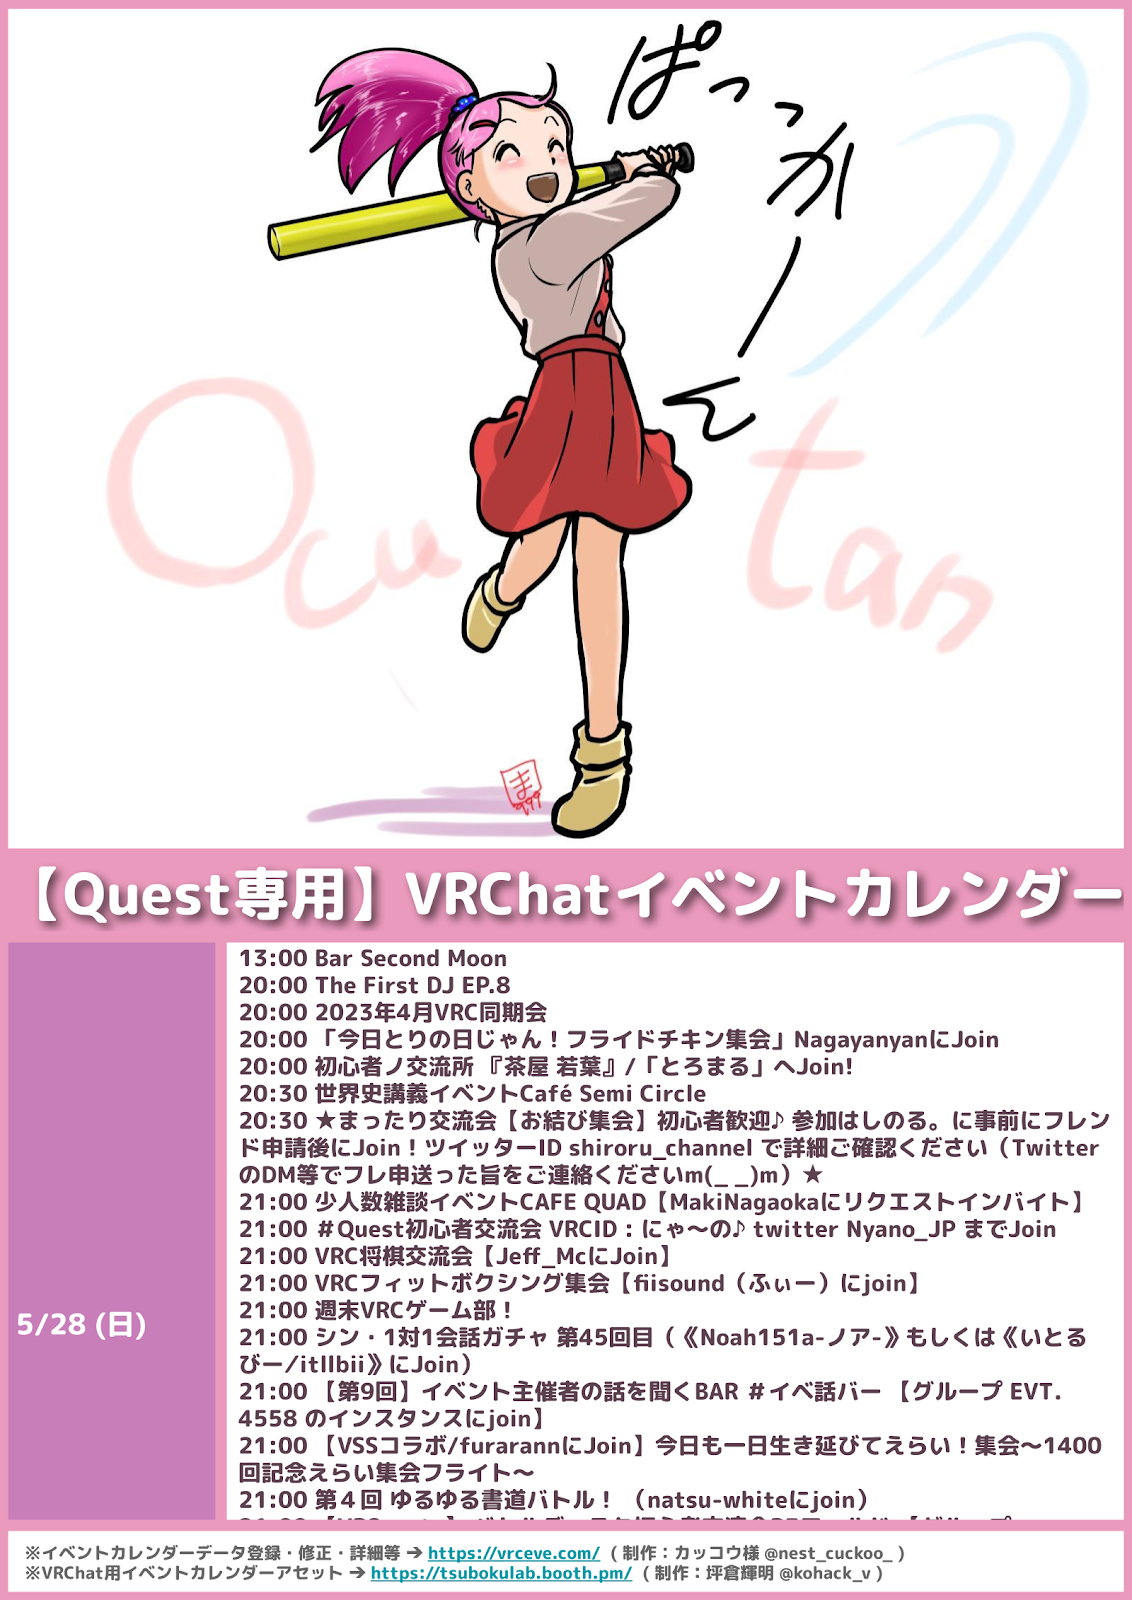 ぱっっかーん
Ocu tan
ま
999
【Quest専用】VRChatイベントカレンダー
5/28 (日)
13:00 Bar Second Moon
20:00 The First DJ EP.8
20:00 2023年4月VRC同期会
20:00 「今日とりの日じゃん！フライドチキン集会」NagayanyanにJoin
20:00 初心者ノ交流所 『茶屋 若葉』/「とろまる」へJoin!
20:30 世界史講義イベントCafé Semi Circle
20:30 ★まったり交流会【お結び集会】初心者歓迎♪ 参加はしのる。に事前にフレン
ド申請後にJoin！ツイッターID shiroru_channel で詳細ご確認ください（Twitter
のDM等でフレ申送った旨をご連絡くださいm(_ _)m）★
21:00 少人数雑談イベントCAFE QUAD【MakiNagaokaにリクエストインバイト】
21:00 ＃Quest初心者交流会 VRCID：にゃ～の♪ twitter Nyano_JP までJoin
21:00 VRC将棋交流会【Jeff_McにJoin】
21:00 VRCフィットボクシング集会【fiisound（ふぃー）にjoin】
21:00 週末VRCゲーム部！
21:00 シン・1対1会話ガチャ 第45回目（《Noah151a-ノア-》もしくは《いとる
びー/itllbii》にJoin）
21:00 【第9回】イベント主催者の話を聞くBAR ＃イベ話バー 【グループ EVT.
4558 のインスタンスにjoin】
21:00 【VSSコラボ/furarannにJoin】今日も一日生き延びてえらい！集会～1400
回記念えらい集会フライト～
21:00 第４回 ゆるゆる書道バトル！ （natsu-whiteにjoin）
※イベントカレンダーデータ登録・修正・詳細等 ➔ https://vrceve.com/ （制作：カッコウ様 @nest_cuckoo_ ）
※VRChat用イベントカレンダーアセット ➔ https://tsubokulab.booth.pm/ （制作：坪倉輝明 @kohack_v ）